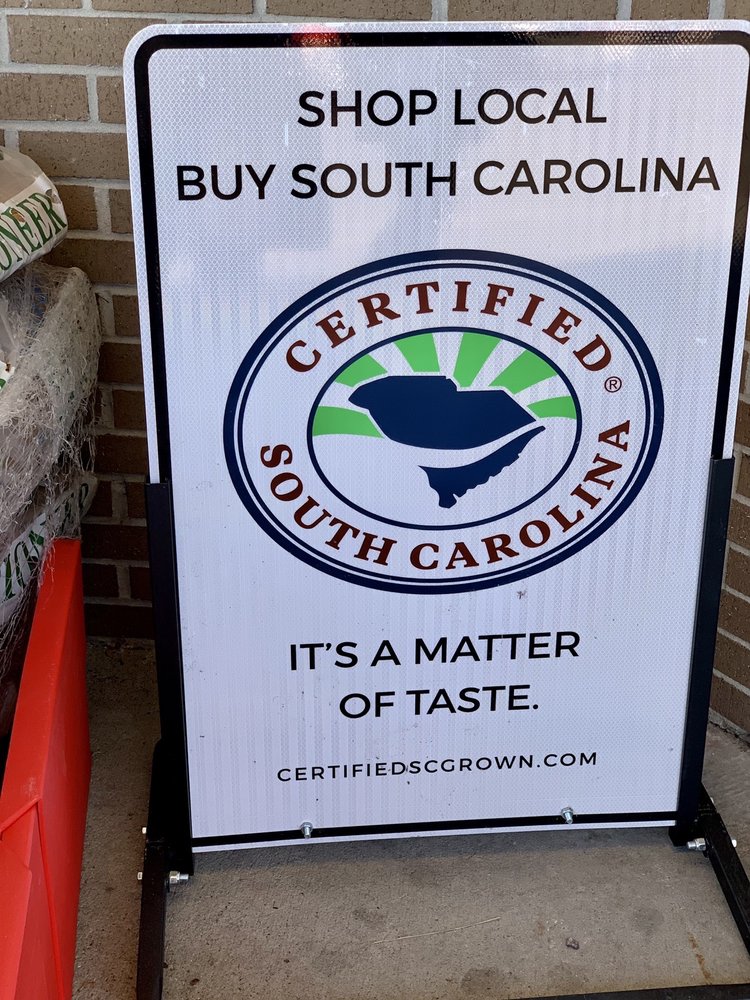 SHOP LOCAL
BUY SOUTH CAROLINA
CERTIFIED®
SOUTH CAROLINA
IT'S A MATTER
OF TASTE.
CERTIFIEDSCGROWN.COM